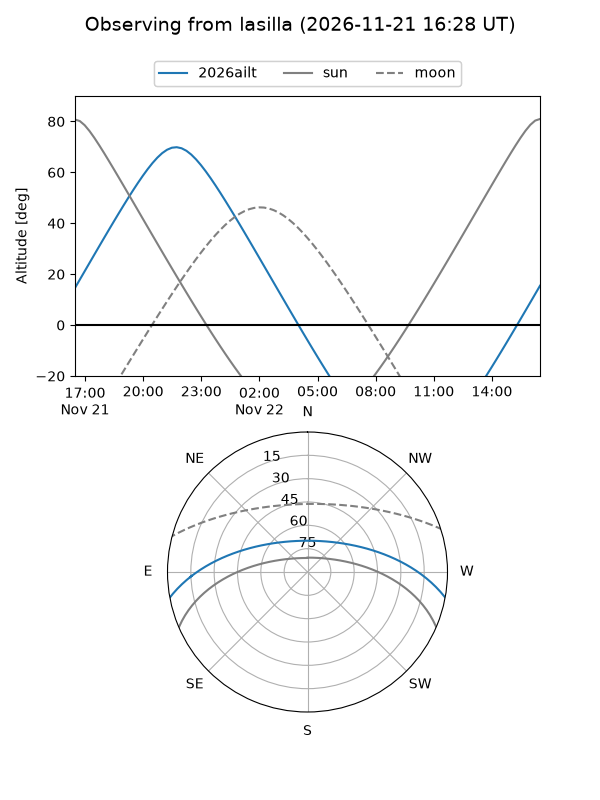 Observing from lasilla (2026-11-21 16:28 UT)
2026ailt sun moon
80
60
40
20
0
−20
Altitude [deg]
17:00 20:00 23:00 02:00 05:00 08:00 11:00 14:00
Nov 21 Nov 22
N
NE NW
15
30
45
60
75
E W
SE SW
S